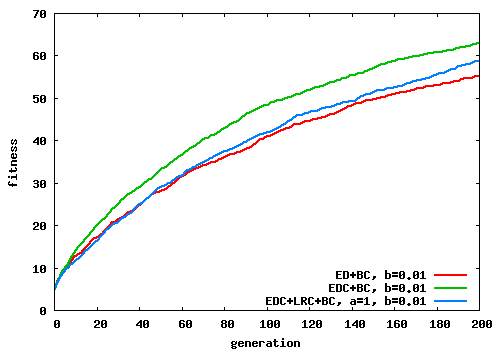 70
60
50
40
30
20
10
0
fitness
ED+BC, b=0.01
EDC+BC, b=0.01
EDC+LRC+BC, a=1, b=0.01
0 20 40 60 80 100 120 140 160 180 200
generation